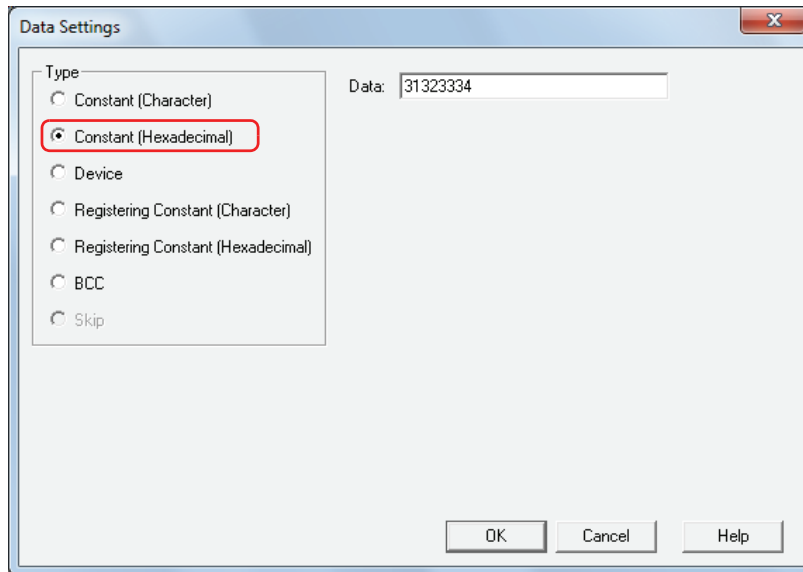 Data Settings
Type
Constant (Character)
Constant (Hexadecimal)
Device
Registering Constant (Character)
Registering Constant (Hexadecimal)
BCC
Skip
Data: 31323334
OK Cancel Help